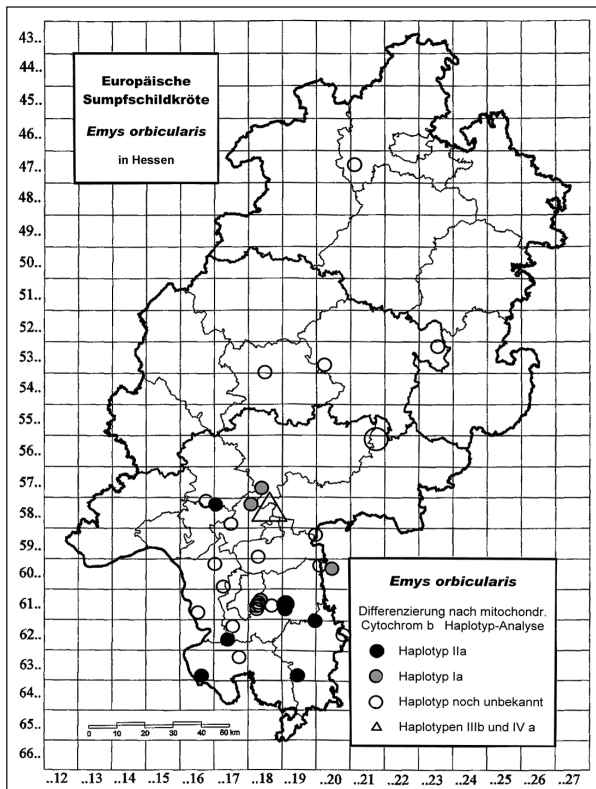 43..
44..
45..
46..
47..
48..
49..
50..
51..
52..
53..
54..
55..
56..
57..
58..
59..
60..
61..
62..
63..
64..
65..
66..
Europäische
Sumpfschildkröte
Emys orbicularis
in Hessen
Emys orbicularis
Differenzierung nach mitochondr.
Cytochrom b Haplotyp-Analyse
Haplotyp IIa
Haplotyp Ia
Haplotyp noch unbekannt
Haplotypen IIIb und IV a
0 10 20 30 40 50 km
..12 ..13 ..14 ..15 ..16 ..17 ..18 ..19 ..20 ..21 ..22 ..23 ..24 ..25 ..26 ..27